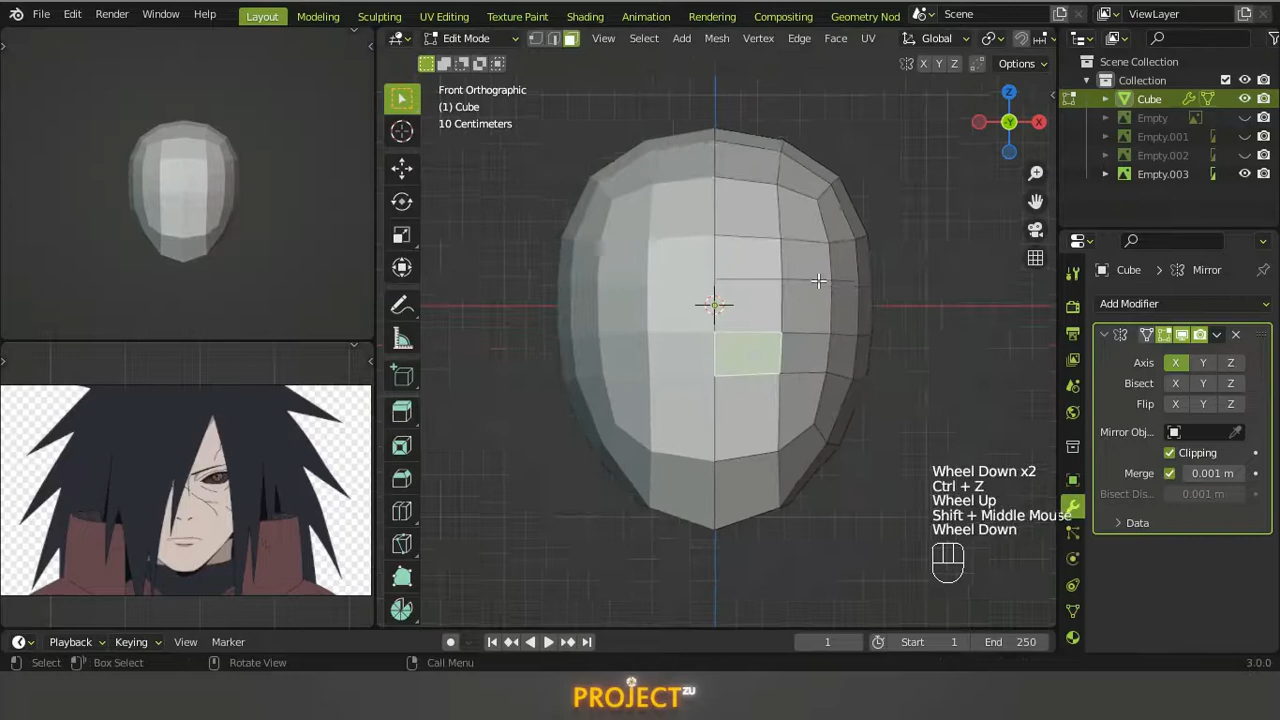 File Edit Render Window Help Layout Modeling Sculpting UV Editing Texture Paint Shading Animation Rendering Compositing Geometry Nod Scene ViewLayer
Edit Mode View Select Add Mesh Vertex Edge Face UV Global
X Y Z Options
Front Orthographic
(1) Cube
10 Centimeters
Z
-Y
X
Scene Collection
Collection
Cube
Empty
Empty.001
Empty.002
Empty.003
Cube Mirror
Add Modifier
Axis X Y Z
Bisect X Y Z
Flip X Y Z
Mirror Obj...
Clipping
Merge 0.001 m
Bisect Dis... 0.001 m
Data
Wheel Down x2
Ctrl + Z
Wheel Up
Shift + Middle Mouse
Wheel Down
Playback Keying View Marker 1 Start 1 End 250
Select Box Select Rotate View Call Menu 3.0.0
PROJECT ZU